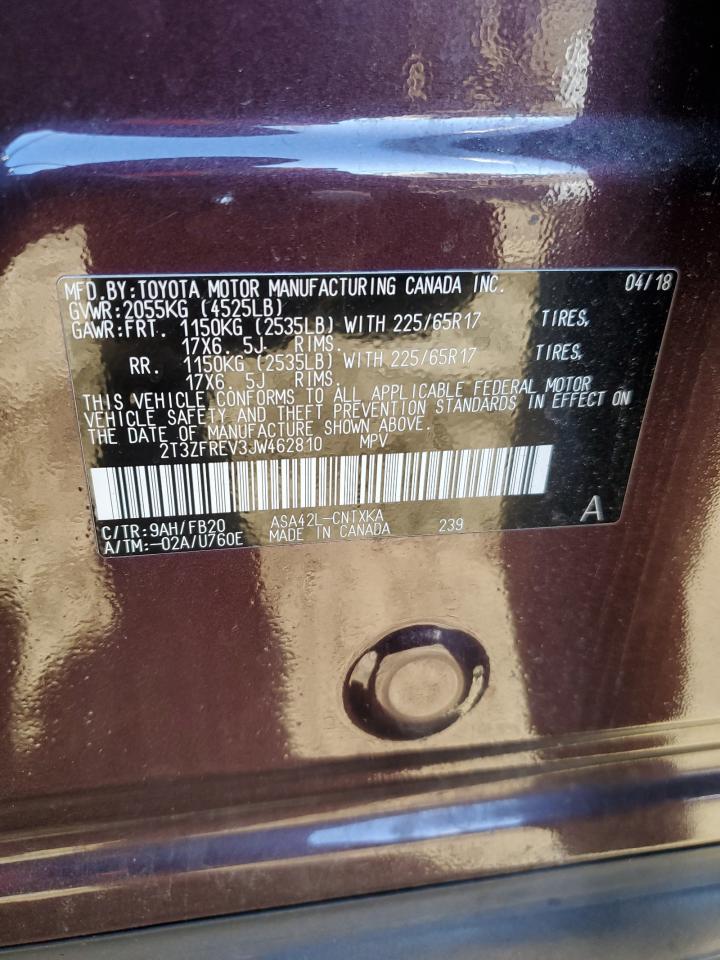 MFD.BY:TOYOTA MOTOR MANUFACTURING CANADA INC. 04/18
GVWR:2055KG (4525LB)
GAWR:FRT. 1150KG (2535LB) WITH 225/65R17 TIRES,
17X6. 5J RIMS.
RR. 1150KG (2535LB) WITH 225/65R17 TIRES,
17X6. 5J RIMS.
THIS VEHICLE CONFORMS TO ALL APPLICABLE FEDERAL MOTOR
VEHICLE SAFETY AND THEFT PREVENTION STANDARDS IN EFFECT ON
THE DATE OF MANUFACTURE SHOWN ABOVE.
2T3ZFREV3JW462810 MPV
C/TR:9AH/FB20 ASA42L-CNTXKA 239 A
A/TM:-02A/U760E MADE IN CANADA